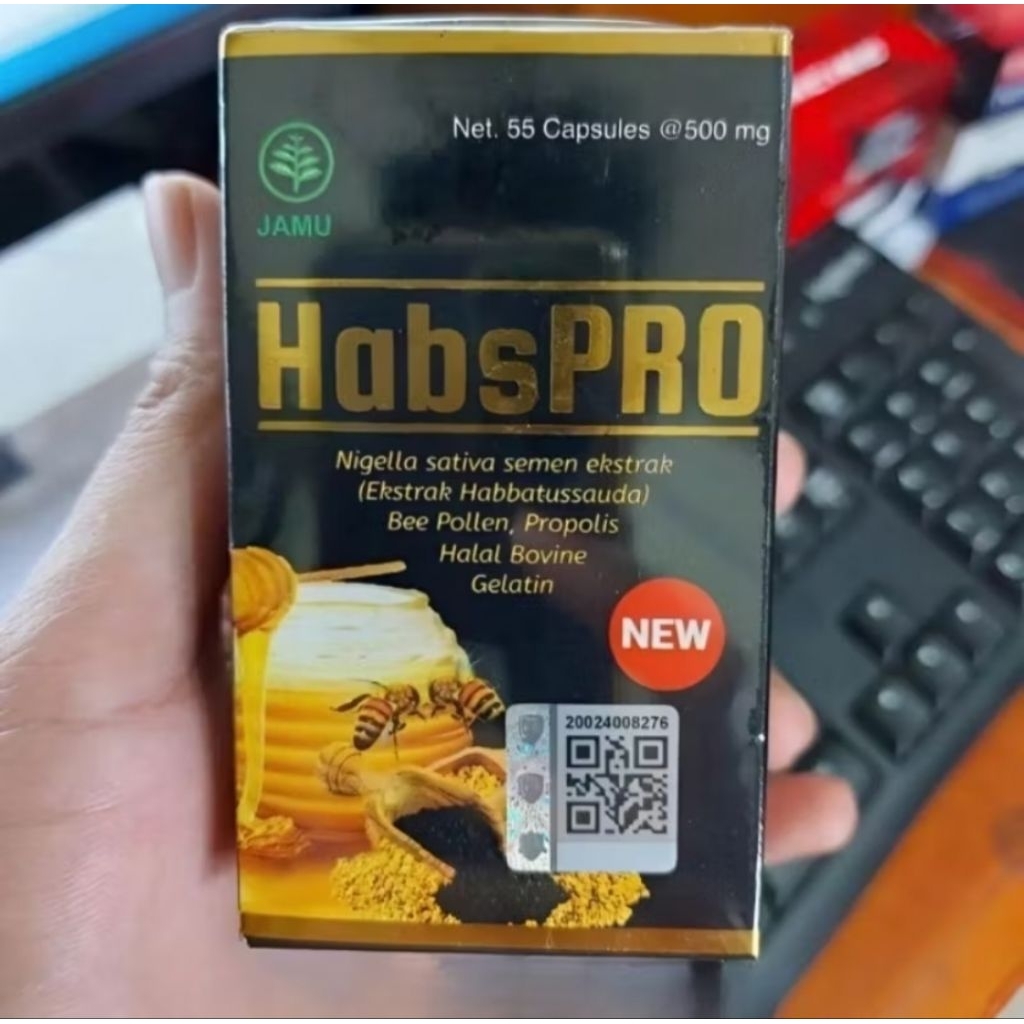 Net. 55 Capsules @500 mg
JAMU
HabsPRO
Nigella sativa semen ekstrak
(Ekstrak Habbatussauda)
Bee Pollen, Propolis
Halal Bovine
Gelatin
NEW
20024008276